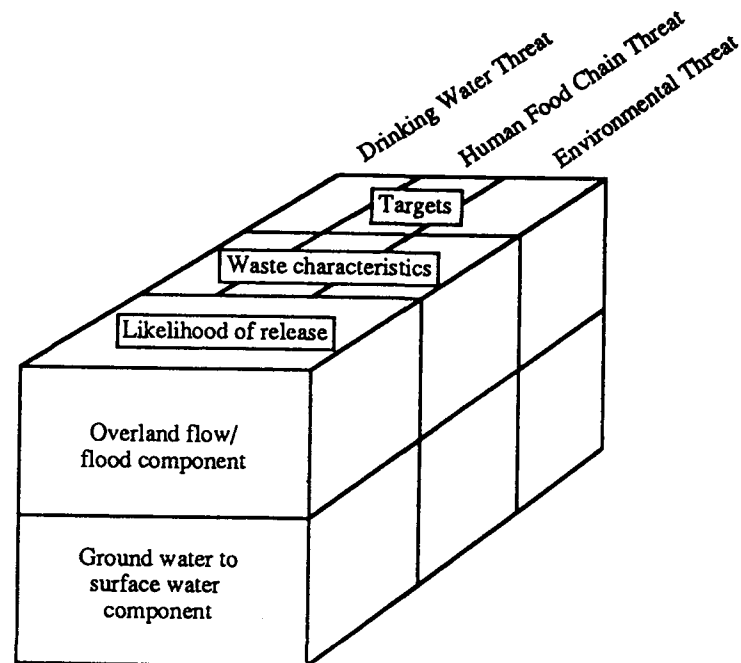 Drinking Water Threat
Human Food Chain Threat
Environmental Threat
Targets
Waste characteristics
Likelihood of release
Overland flow/
flood component
Ground water to
surface water
component